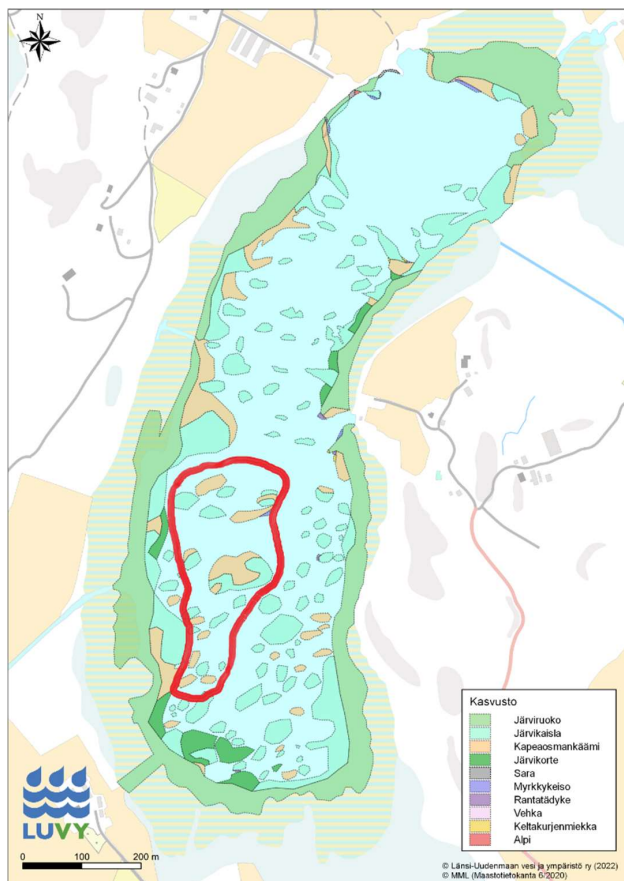 N
Kasvusto
Järviruoko
Järvikaisla
Kapeaosmankäämi
Järvikorte
Sara
Myrkkykeiso
Rantatädyke
Vehka
Keltakurjenmiekka
Alpi
LUVY
0 100 200 m
© Länsi-Uudenmaan vesi ja ympäristö ry (2022)
© MML (Maastotietokanta 6/2020)